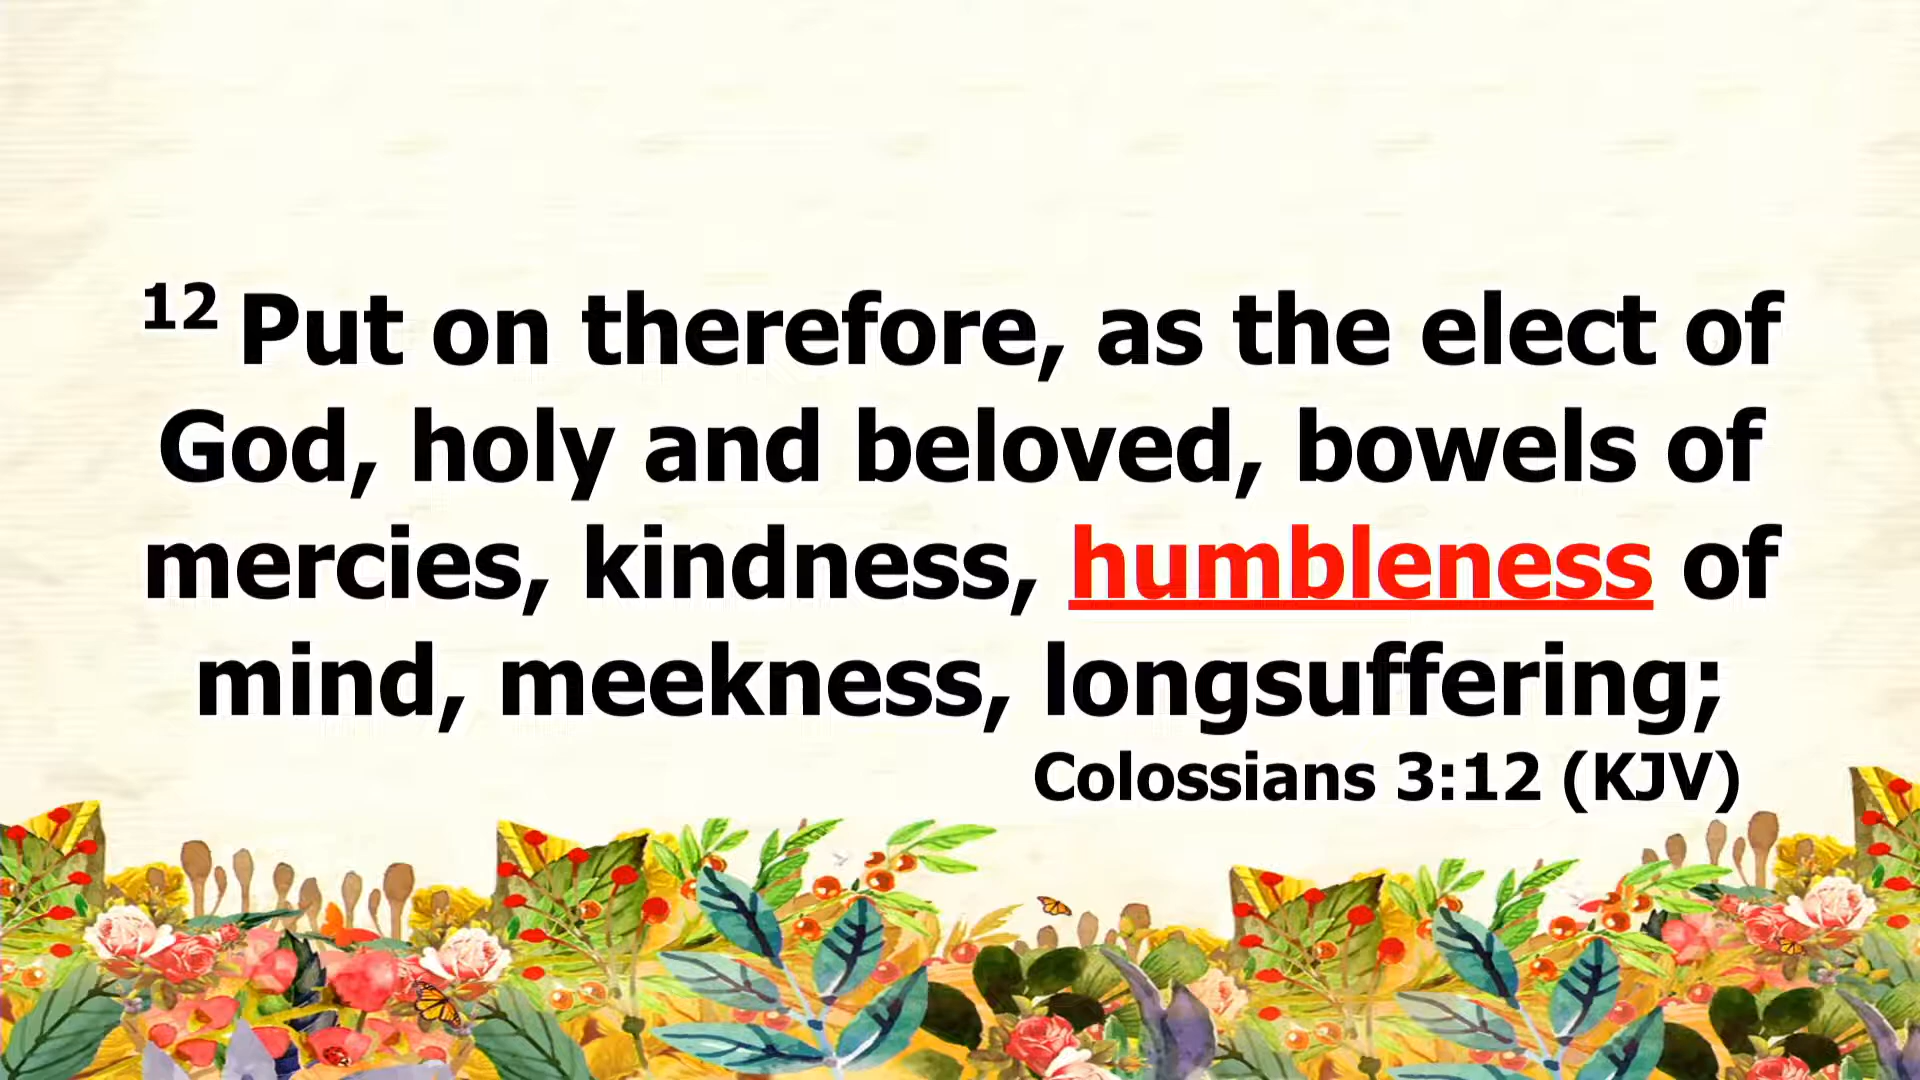 12 Put on therefore, as the elect of
God, holy and beloved, bowels of
mercies, kindness, humbleness of
mind, meekness, longsuffering;
Colossians 3:12 (KJV)